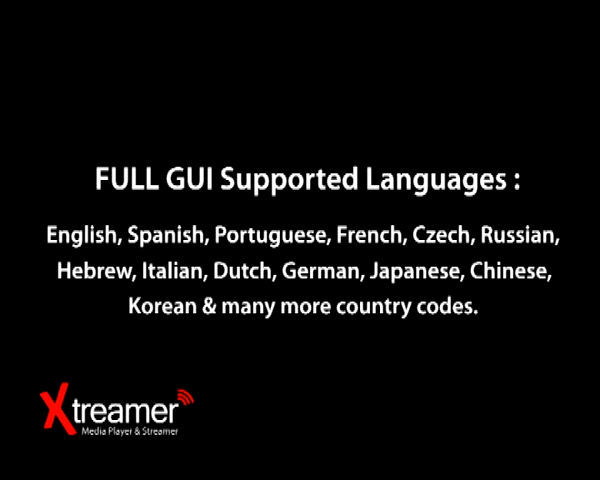 FULL GUI Supported Languages :
English, Spanish, Portuguese, French, Czech, Russian,
Hebrew, Italian, Dutch, German, Japanese, Chinese,
Korean & many more country codes.
Xtreamer
Media Player & Streamer